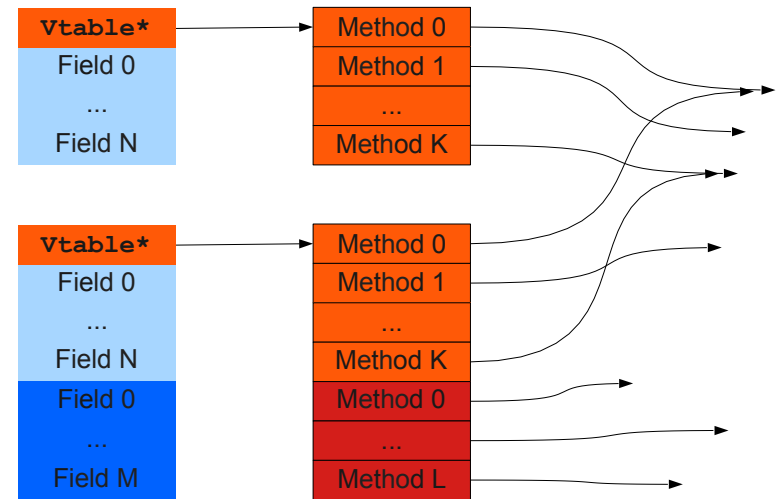 Vtable* Method 0
Field 0 Method 1
... ...
Field N Method K
Vtable* Method 0
Field 0 Method 1
... ...
Field N Method K
Field 0 Method 0
... ...
Field M Method L